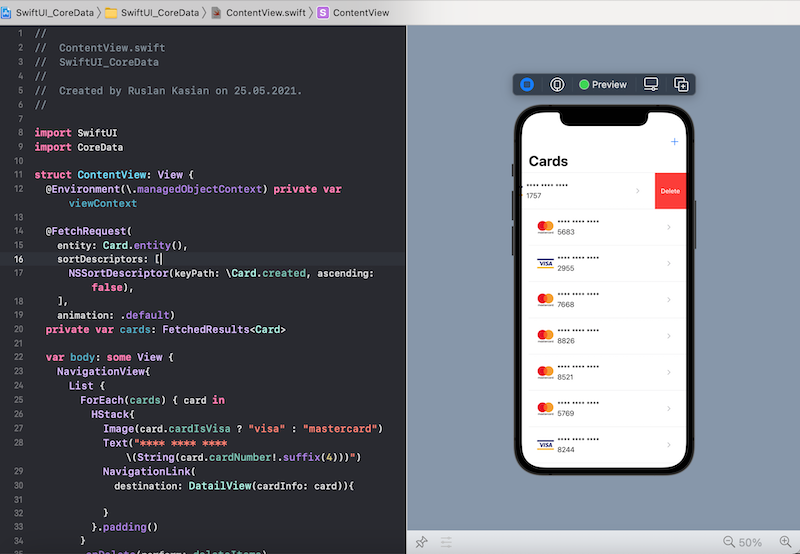 SwiftUI_CoreData
SwiftUI_CoreData
ContentView.swift
S
ContentView
1 //
2 //  ContentView.swift
3 //  SwiftUI_CoreData
4 //
5 //  Created by Ruslan Kasian on 25.05.2021.
6 //
7
8 import SwiftUI
9 import CoreData
10
11 struct ContentView: View {
12 @Environment(\.managedObjectContext) private var
viewContext
13
14 @FetchRequest(
15 entity: Card.entity(),
16 sortDescriptors: [
17 NSSortDescriptor(keyPath: \Card.created, ascending:
false),
18 ],
19 animation: .default)
20 private var cards: FetchedResults<Card>
21
22 var body: some View {
23 NavigationView{
24 List {
25 ForEach(cards) { card in
26 HStack{
27 Image(card.cardIsVisa ? "visa" : "mastercard")
28 Text("**** **** ****
\(String(card.cardNumber!.suffix(4)))")
29 NavigationLink(
30 destination: DatailView(cardInfo: card)){
31
32 }
33 }.padding()
34 }
35 .onDelete(perform: deleteItems)
Preview
+
Cards
**** **** ****
1757
Delete
mastercard
**** **** ****
5683
VISA
**** **** ****
2955
mastercard
**** **** ****
7668
mastercard
**** **** ****
8826
mastercard
**** **** ****
8521
mastercard
**** **** ****
5769
VISA
**** **** ****
8244
50%